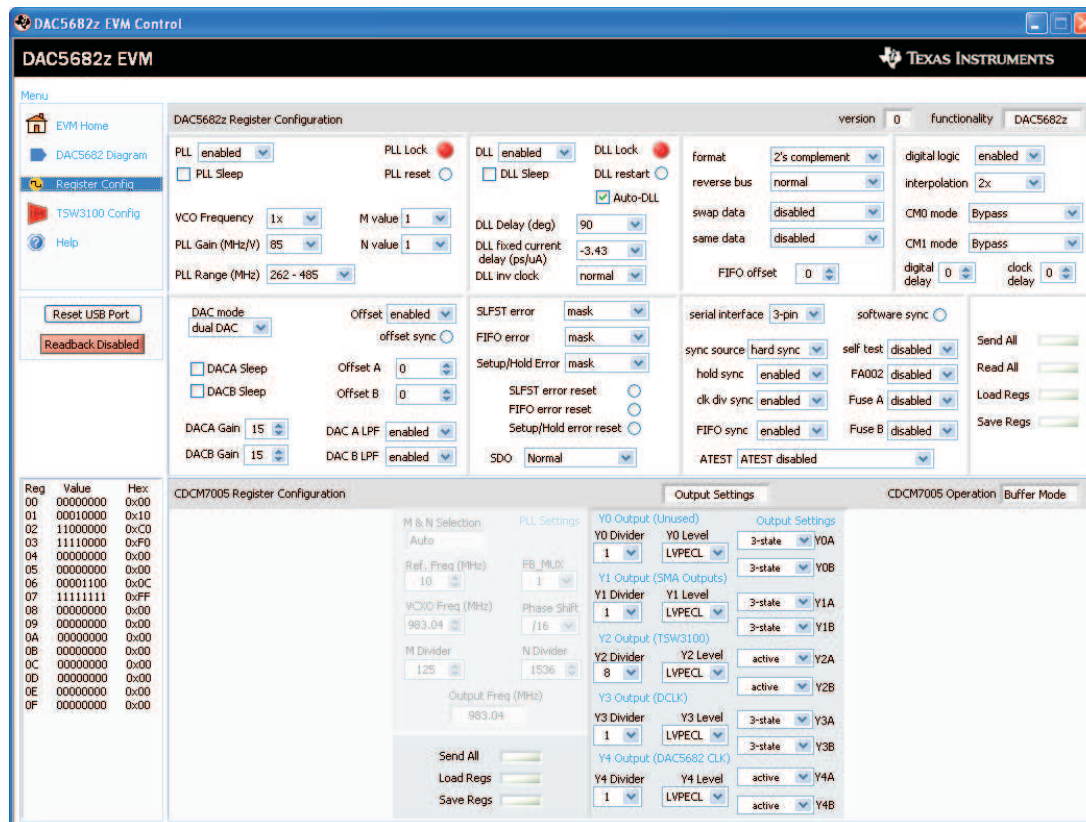 DAC5682z EVM Control
DAC5682z EVM
TEXAS INSTRUMENTS
Menu
EVM Home
DAC5682 Diagram
Register Config
TSW3100 Config
Help
Reset USB Port
Readback Disabled
DAC5682z Register Configuration
version 0 functionality DAC5682z
PLL enabled PLL Lock
PLL Sleep PLL reset
VCO Frequency 1x M value 1
PLL Gain (MHz/V) 85 N value 1
PLL Range (MHz) 262 - 485
DLL enabled DLL Lock
DLL Sleep DLL restart
Auto-DLL
DLL Delay (deg) 90
DLL fixed current delay (ps/uA) -3.43
DLL inv clock normal
format 2's complement
reverse bus normal
swap data disabled
same data disabled
FIFO offset 0
digital logic enabled
interpolation 2x
CM0 mode Bypass
CM1 mode Bypass
digital delay 0 clock delay 0
DAC mode
dual DAC
Offset enabled
offset sync
DACA Sleep Offset A 0
DACB Sleep Offset B 0
DACA Gain 15 DAC A LPF enabled
DACB Gain 15 DAC B LPF enabled
SLFST error mask
FIFO error mask
Setup/Hold Error mask
SLFST error reset
FIFO error reset
Setup/Hold error reset
SDO Normal
serial interface 3-pin software sync
sync source hard sync self test disabled
hold sync enabled FA002 disabled
clk div sync enabled Fuse A disabled
FIFO sync enabled Fuse B disabled
ATEST ATEST disabled
Send All
Read All
Load Regs
Save Regs
Reg Value Hex
00 00000000 0x00
01 00010000 0x10
02 11000000 0xC0
03 11110000 0xF0
04 00000000 0x00
05 00000000 0x00
06 00001100 0x0C
07 11111111 0xFF
08 00000000 0x00
09 00000000 0x00
0A 00000000 0x00
0B 00000000 0x00
0C 00000000 0x00
0D 00000000 0x00
0E 00000000 0x00
0F 00000000 0x00
CDCM7005 Register Configuration
Output Settings
CDCM7005 Operation Buffer Mode
M & N Selection PLL Settings
Auto
Ref. Freq (MHz) FB_MUX
10 1
VCXO Freq (MHz) Phase Shift
983.04 /16
M Divider N Divider
125 1536
Output Freq (MHz)
983.04
Send All
Load Regs
Save Regs
Y0 Output (Unused) Output Settings
Y0 Divider Y0 Level
1 LVPECL
3-state Y0A
3-state Y0B
Y1 Output (SMA Outputs)
Y1 Divider Y1 Level
1 LVPECL
3-state Y1A
3-state Y1B
Y2 Output (TSW3100)
Y2 Divider Y2 Level
8 LVPECL
active Y2A
active Y2B
Y3 Output (DCLK)
Y3 Divider Y3 Level
1 LVPECL
3-state Y3A
3-state Y3B
Y4 Output (DAC5682 CLK)
Y4 Divider Y4 Level
1 LVPECL
active Y4A
active Y4B